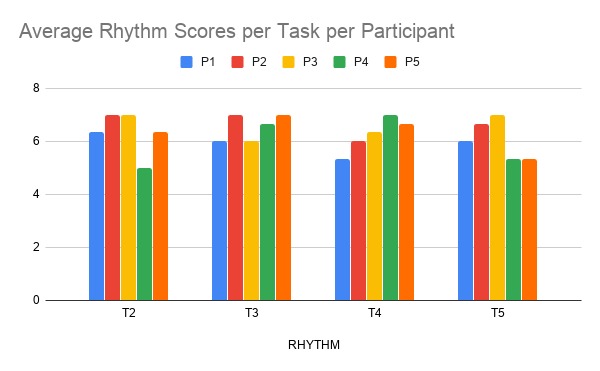 Average Rhythm Scores per Task per Participant
P1 P2 P3 P4 P5
8
6
4
2
0
T2 T3 T4 T5
RHYTHM